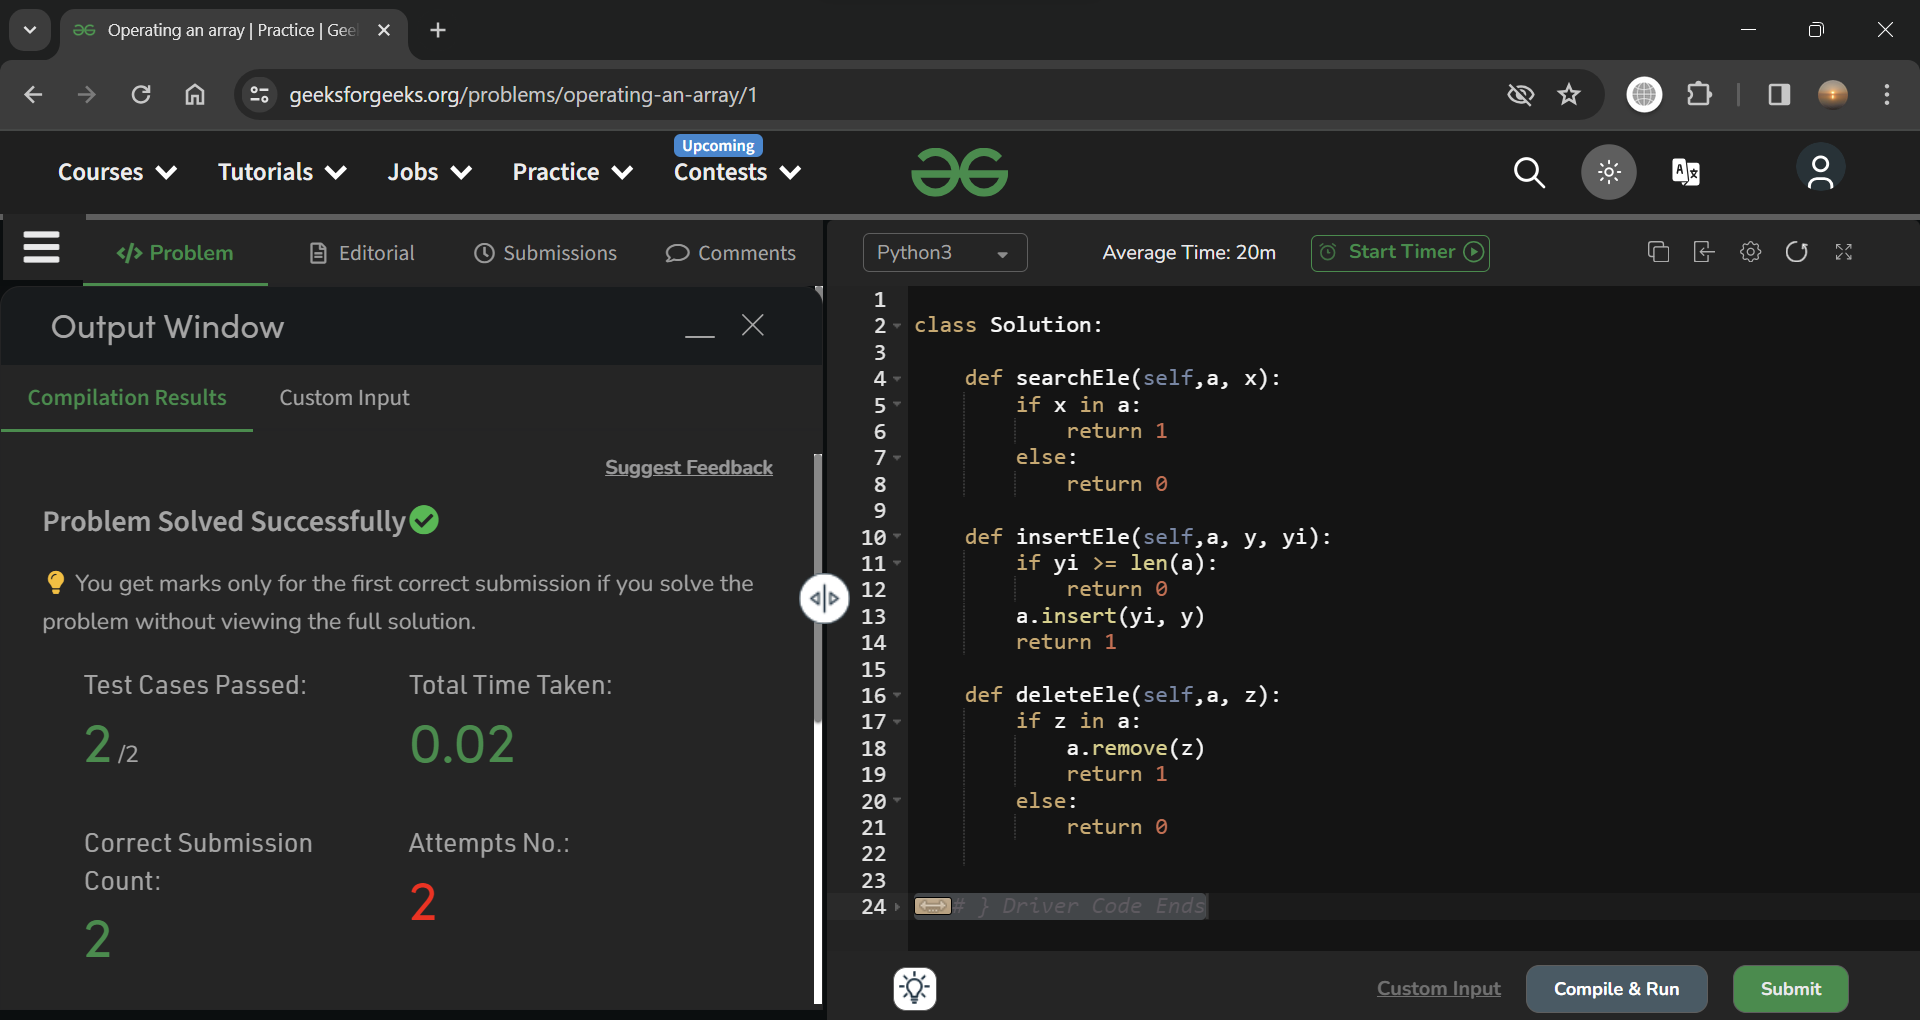 Operating an array | Practice | Gee
geeksforgeeks.org/problems/operating-an-array/1
Courses Tutorials Jobs Practice Upcoming Contests
</> Problem Editorial Submissions Comments
Python3 Average Time: 20m Start Timer
Output Window
Compilation Results Custom Input
Suggest Feedback
Problem Solved Successfully
You get marks only for the first correct submission if you solve the
problem without viewing the full solution.
Test Cases Passed: Total Time Taken:
2 /2 0.02
Correct Submission Attempts No.:
Count:
2
2
1
2 class Solution:
3
4     def searchEle(self,a, x):
5         if x in a:
6             return 1
7         else:
8             return 0
9
10     def insertEle(self,a, y, yi):
11         if yi >= len(a):
12             return 0
13         a.insert(yi, y)
14         return 1
15
16     def deleteEle(self,a, z):
17         if z in a:
18             a.remove(z)
19             return 1
20         else:
21             return 0
22
23
24 # } Driver Code Ends
Custom Input Compile & Run Submit